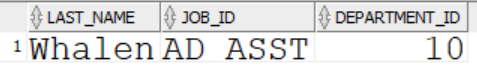 LAST_NAME JOB_ID DEPARTMENT_ID
1 Whalen AD_ASST 10